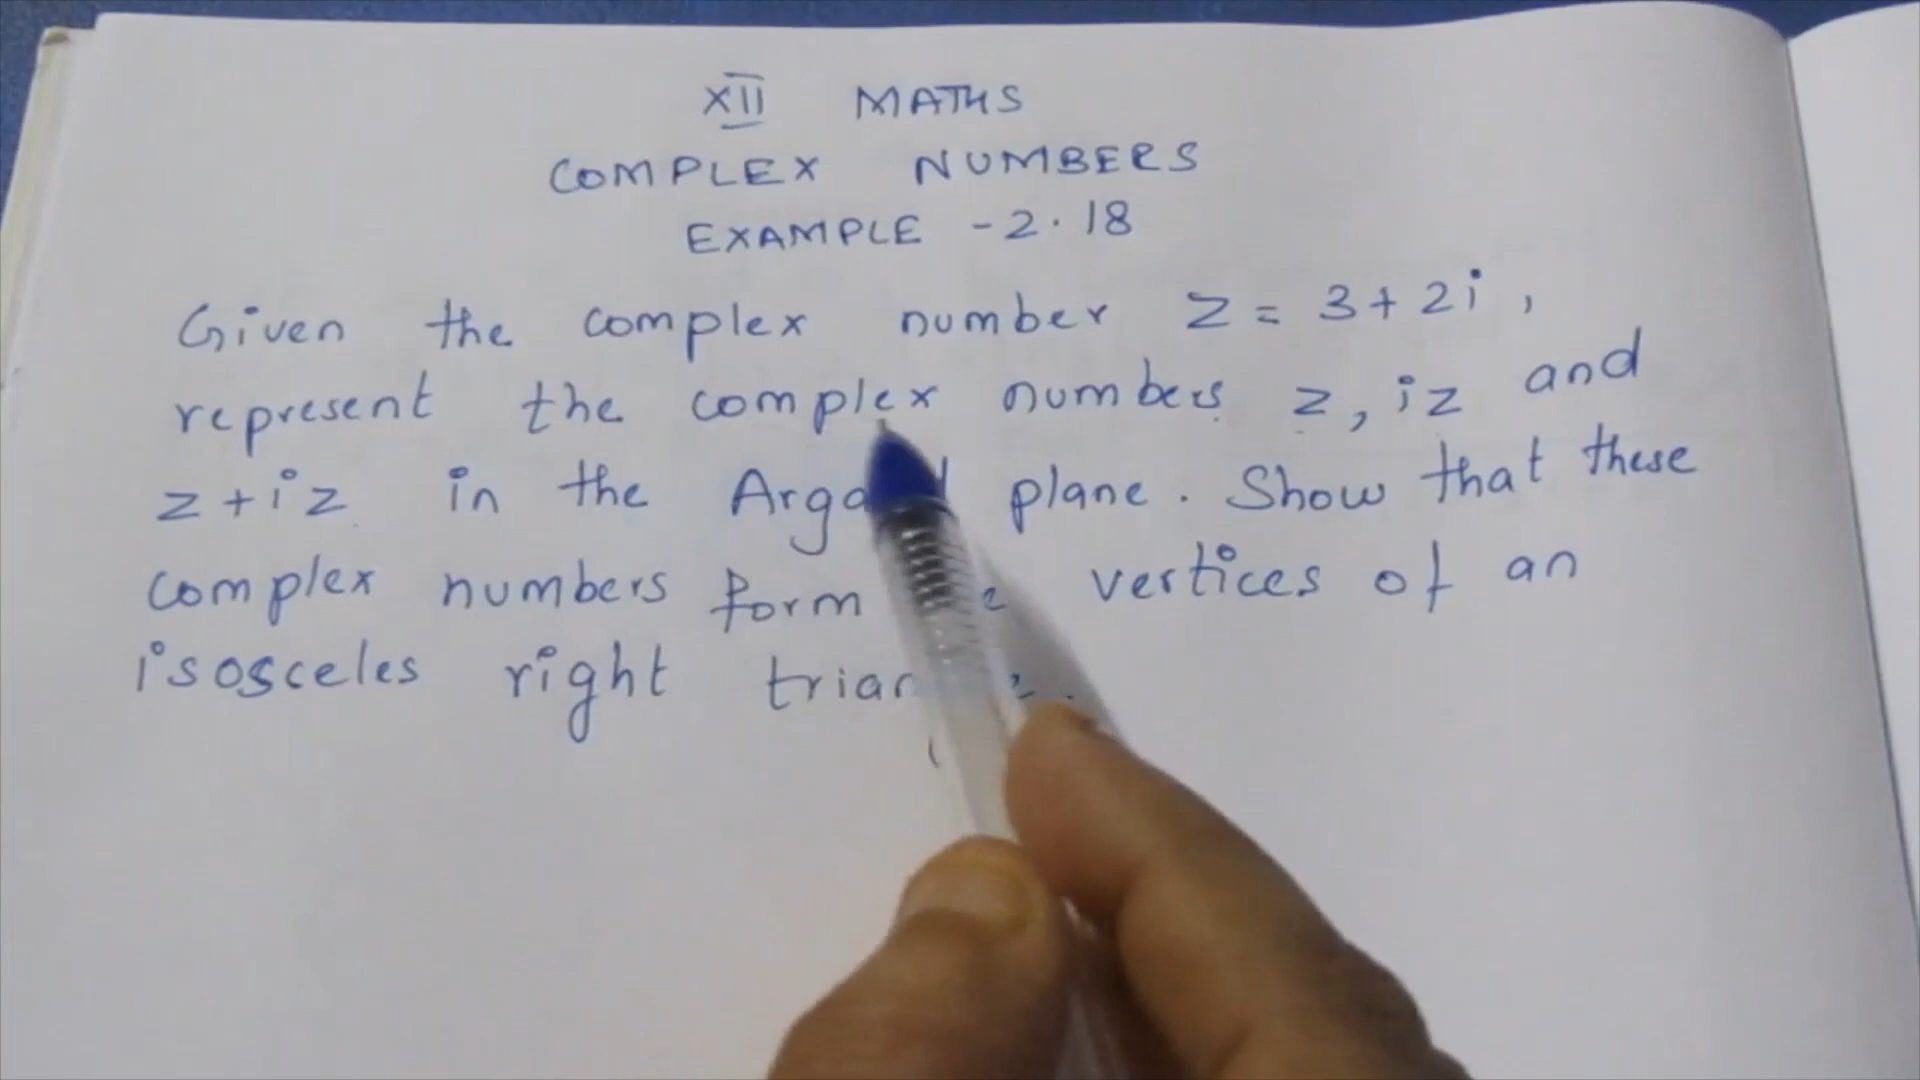 XII MATHS
COMPLEX NUMBERS
EXAMPLE - 2.18
Given the complex number z = 3 + 2i,
represent the complex numbers z, iz and
z + iz in the plane. Show that these
complex numbers form vertices of an
isosceles right